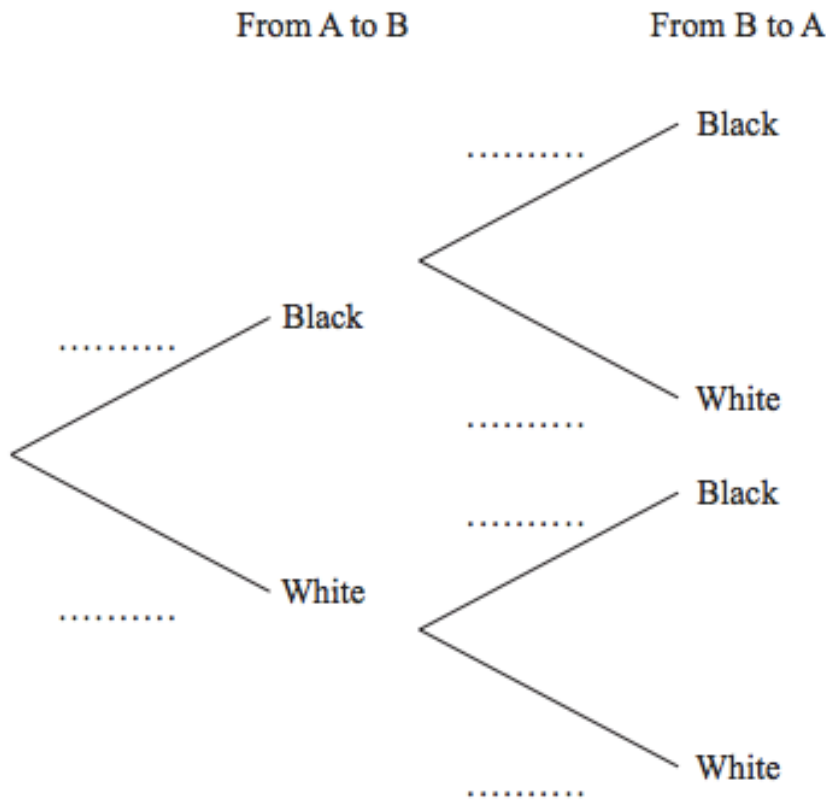 From A to B From B to A
Black
..........
Black
..........
White
..........
Black
..........
White
..........
White
..........